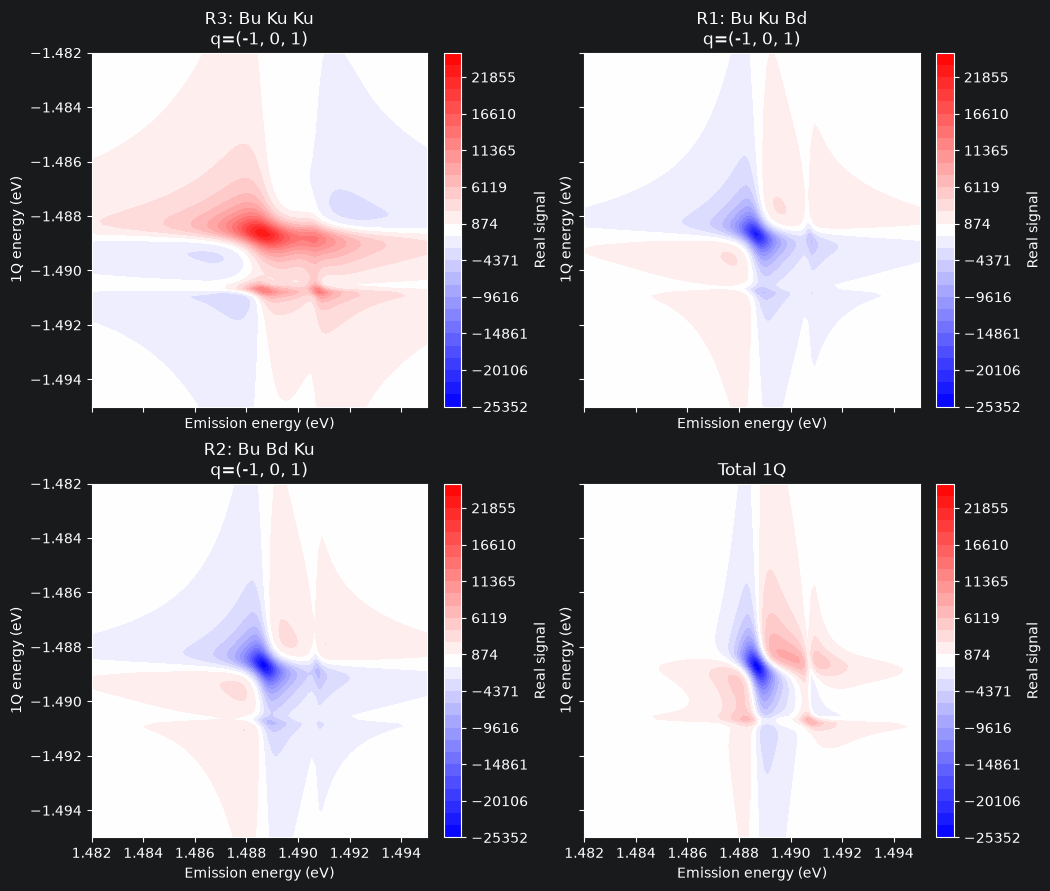 R3: Bu Ku Ku
q=(-1, 0, 1)
−1.482
−1.484
−1.486
−1.488
−1.490
−1.492
−1.494
1Q energy (eV)
Emission energy (eV)
21855
16610
11365
6119
874
−4371
−9616
−14861
−20106
−25352
Real signal
R1: Bu Ku Bd
q=(-1, 0, 1)
1Q energy (eV)
Emission energy (eV)
21855
16610
11365
6119
874
−4371
−9616
−14861
−20106
−25352
Real signal
R2: Bu Bd Ku
q=(-1, 0, 1)
−1.482
−1.484
−1.486
−1.488
−1.490
−1.492
−1.494
1Q energy (eV)
1.482 1.484 1.486 1.488 1.490 1.492 1.494
Emission energy (eV)
21855
16610
11365
6119
874
−4371
−9616
−14861
−20106
−25352
Real signal
Total 1Q
1Q energy (eV)
1.482 1.484 1.486 1.488 1.490 1.492 1.494
Emission energy (eV)
21855
16610
11365
6119
874
−4371
−9616
−14861
−20106
−25352
Real signal